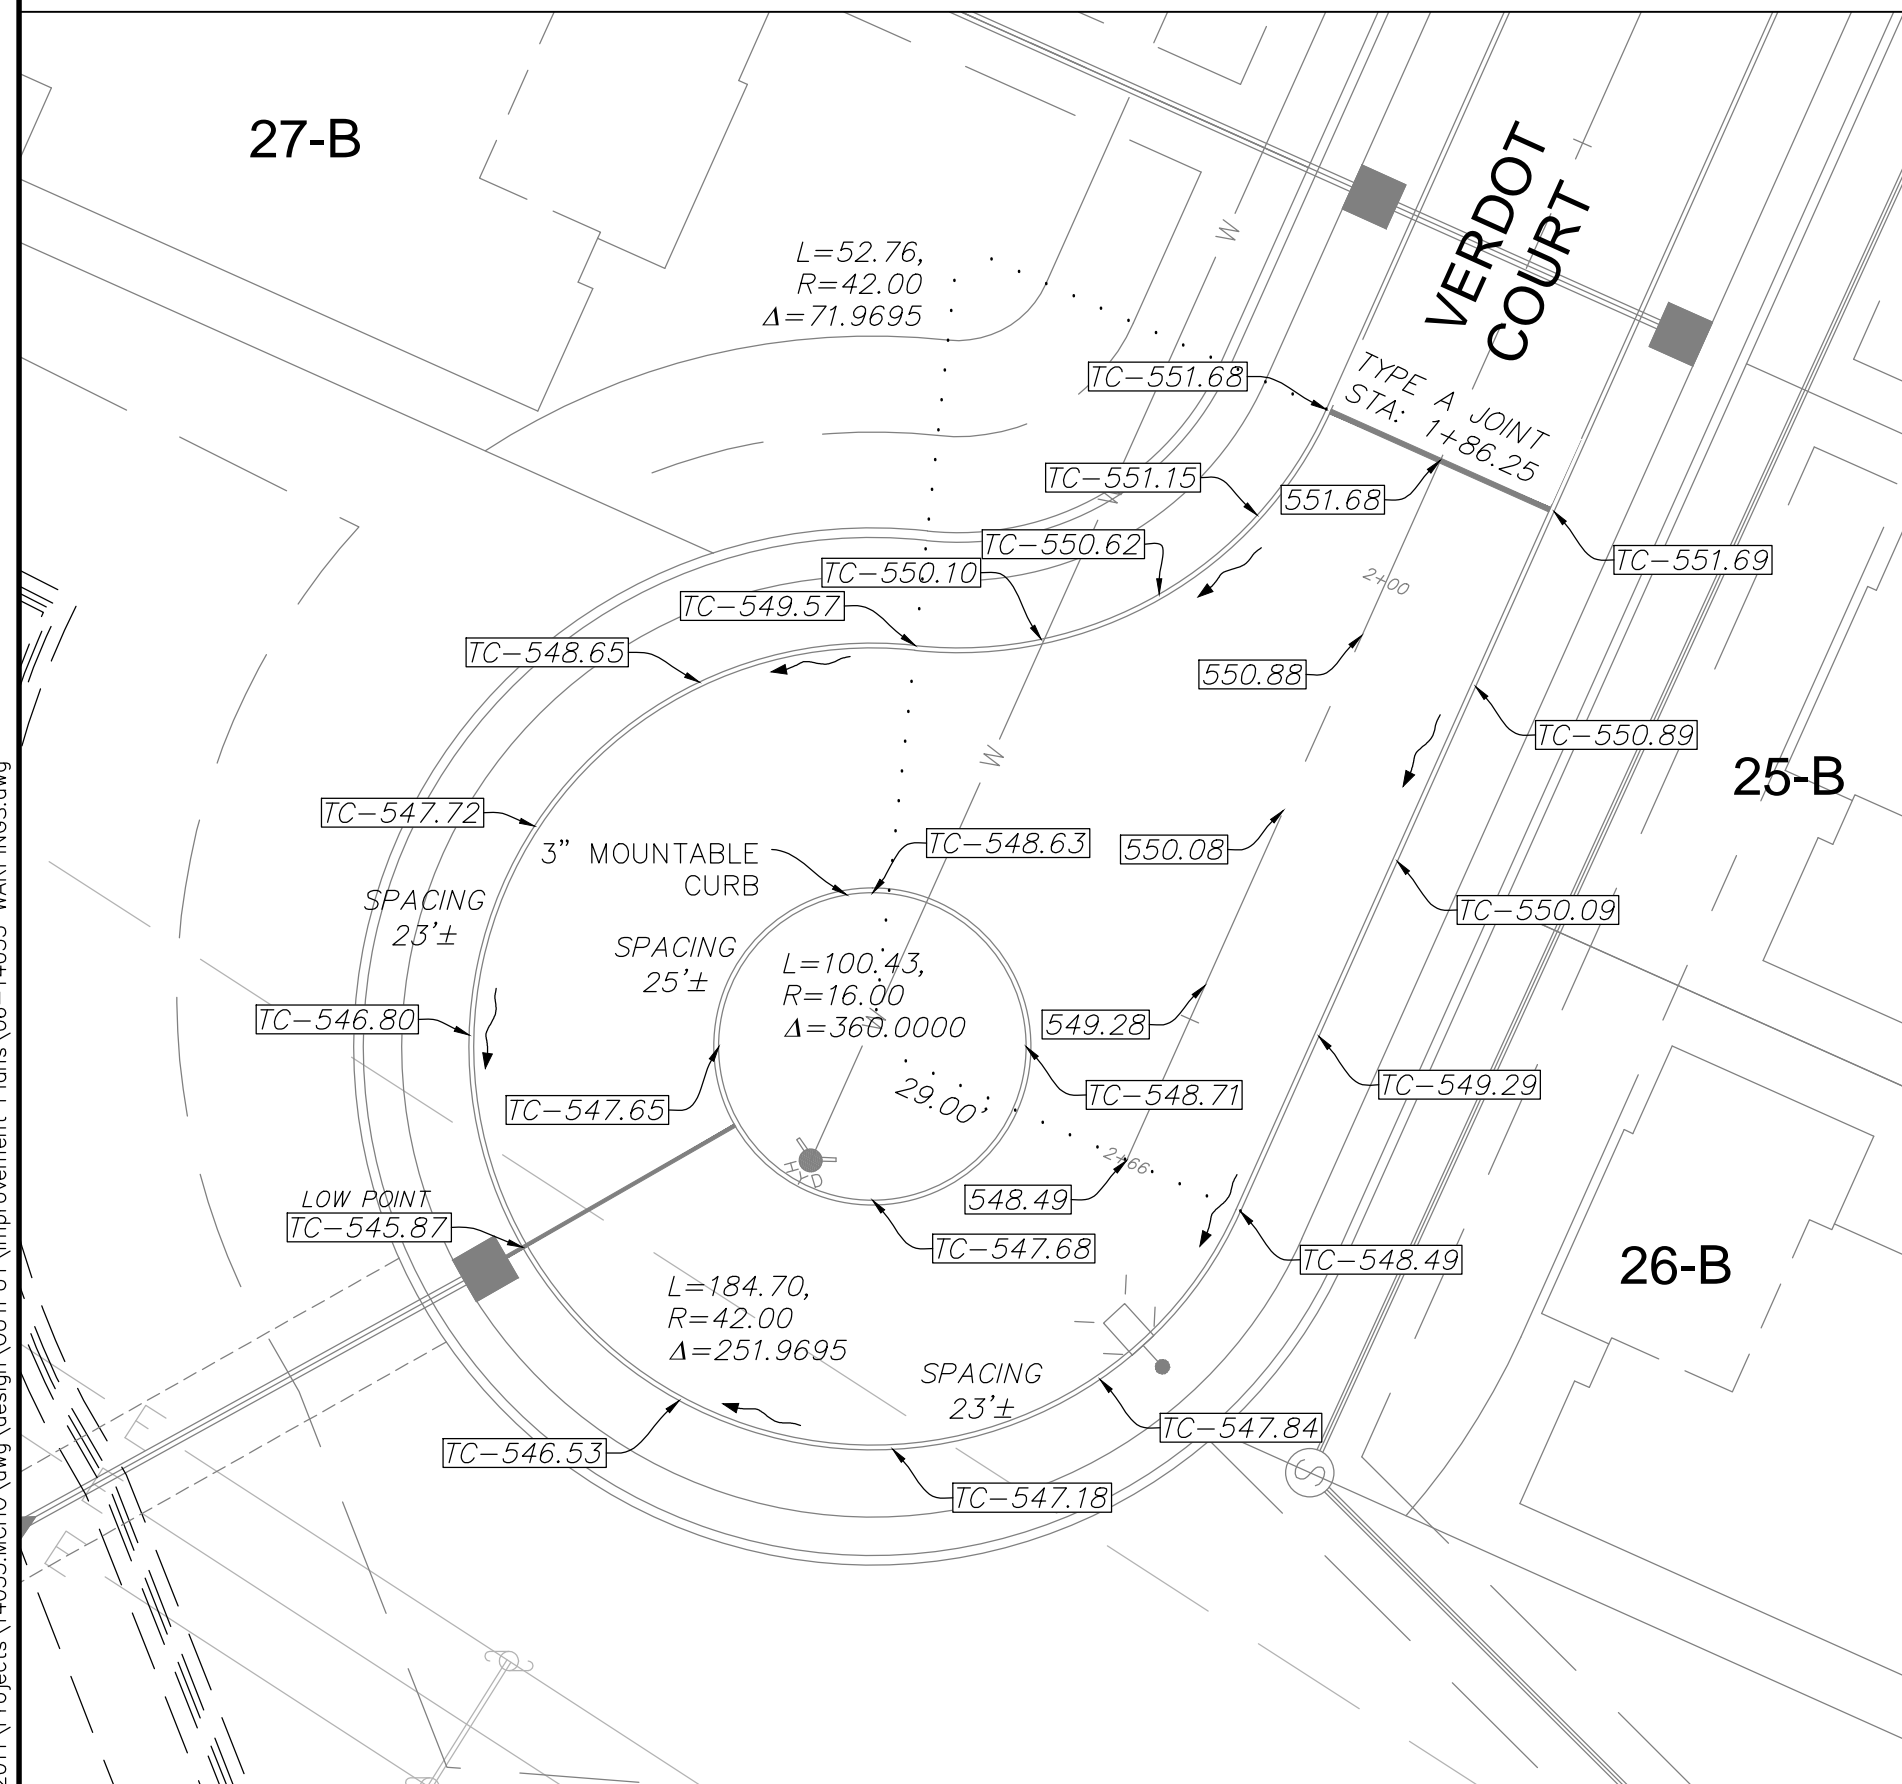 27-B
VERDOT
COURT
L=52.76,
R=42.00
Δ=71.9695
W
TC-551.68
TYPE A JOINT
STA: 1+86.25
TC-551.15
551.68
TC-550.62
TC-551.69
TC-550.10
2+00
TC-549.57
TC-548.65
550.88
TC-550.89
W
25-B
TC-547.72
3" MOUNTABLE
CURB
TC-548.63
550.08
SPACING
23'±
TC-550.09
SPACING
25'±
L=100.43,
R=16.00
Δ=360.0000
W
TC-546.80
549.28
TC-549.29
29.00'
TC-548.71
TC-547.65
HYD
2+66
LOW POINT
TC-545.87
548.49
TC-547.68
TC-548.49
26-B
L=184.70,
R=42.00
Δ=251.9695
SPACING
23'±
TC-546.53
TC-547.84
S
TC-547.18
E
E
E